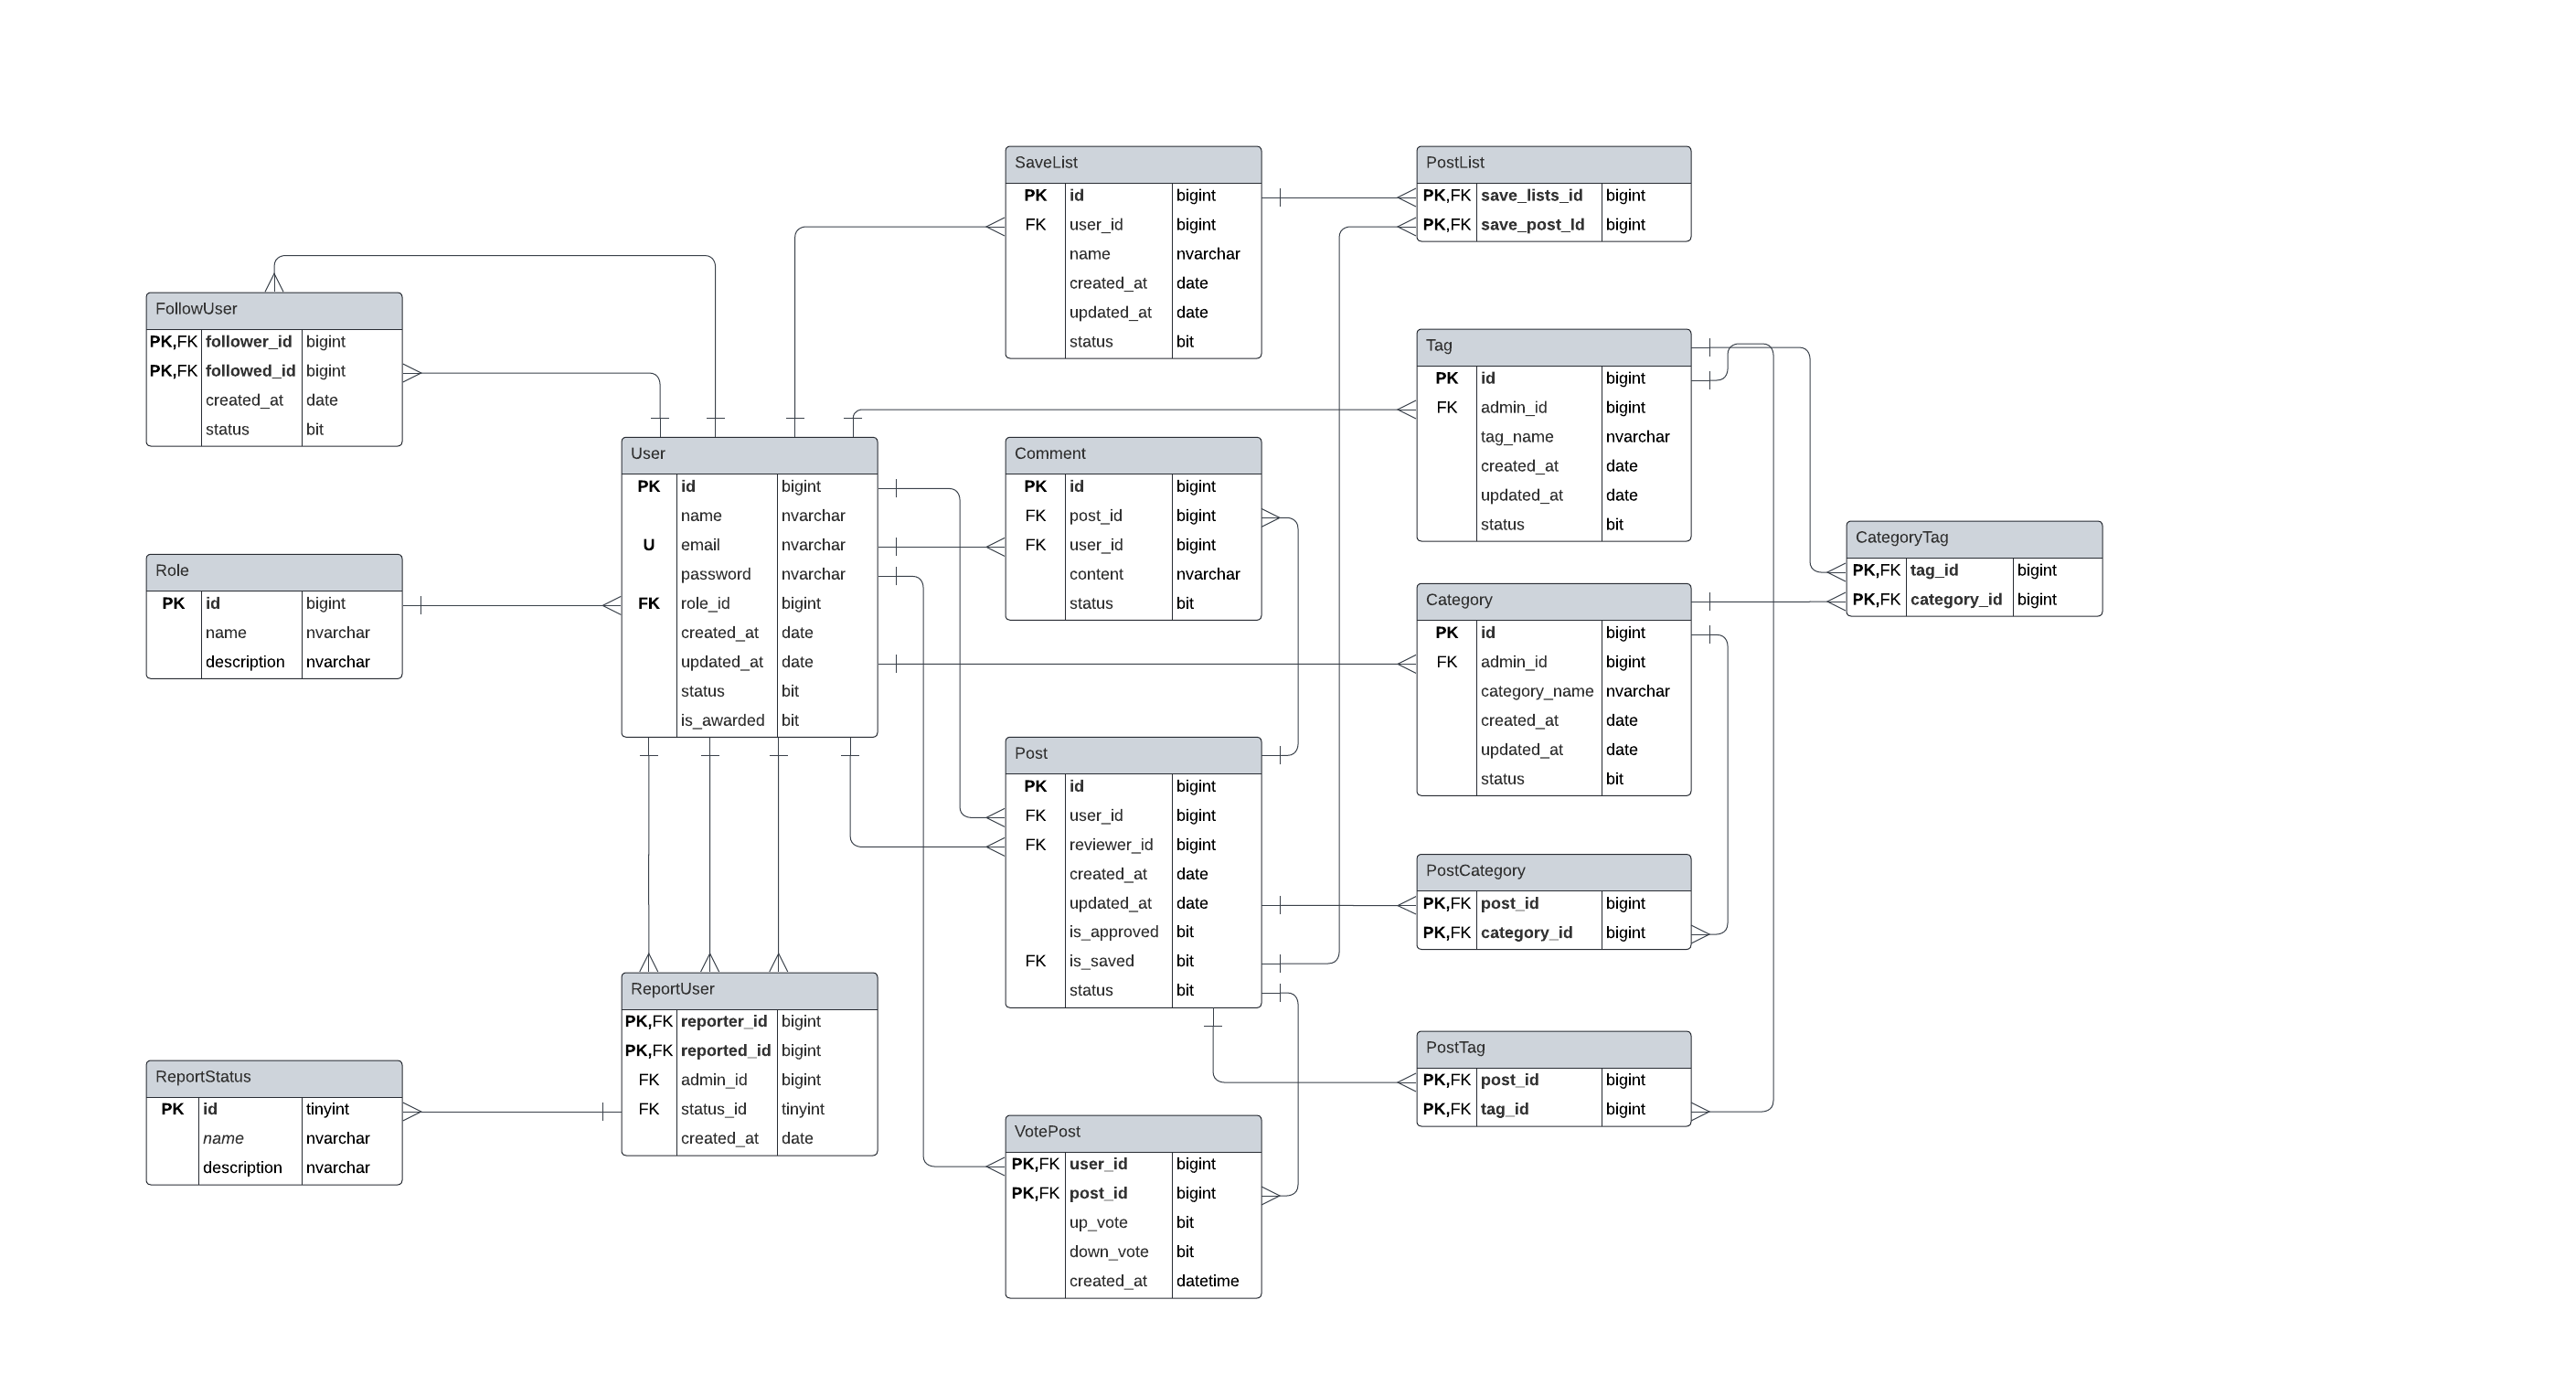 SaveList
PK id bigint
FK user_id bigint
name nvarchar
created_at date
updated_at date
status bit
PostList
PK,FK save_lists_id bigint
PK,FK save_post_Id bigint
FollowUser
PK,FK follower_id bigint
PK,FK followed_id bigint
created_at date
status bit
Tag
PK id bigint
FK admin_id bigint
tag_name nvarchar
created_at date
updated_at date
status bit
User
PK id bigint
name nvarchar
U email nvarchar
password nvarchar
FK role_id bigint
created_at date
updated_at date
status bit
is_awarded bit
Comment
PK id bigint
FK post_id bigint
FK user_id bigint
content nvarchar
status bit
CategoryTag
PK,FK tag_id bigint
PK,FK category_id bigint
Role
PK id bigint
name nvarchar
description nvarchar
Category
PK id bigint
FK admin_id bigint
category_name nvarchar
created_at date
updated_at date
status bit
Post
PK id bigint
FK user_id bigint
FK reviewer_id bigint
created_at date
updated_at date
is_approved bit
FK is_saved bit
status bit
PostCategory
PK,FK post_id bigint
PK,FK category_id bigint
ReportUser
PK,FK reporter_id bigint
PK,FK reported_id bigint
FK admin_id bigint
FK status_id tinyint
created_at date
PostTag
PK,FK post_id bigint
PK,FK tag_id bigint
ReportStatus
PK id tinyint
name nvarchar
description nvarchar
VotePost
PK,FK user_id bigint
PK,FK post_id bigint
up_vote bit
down_vote bit
created_at datetime